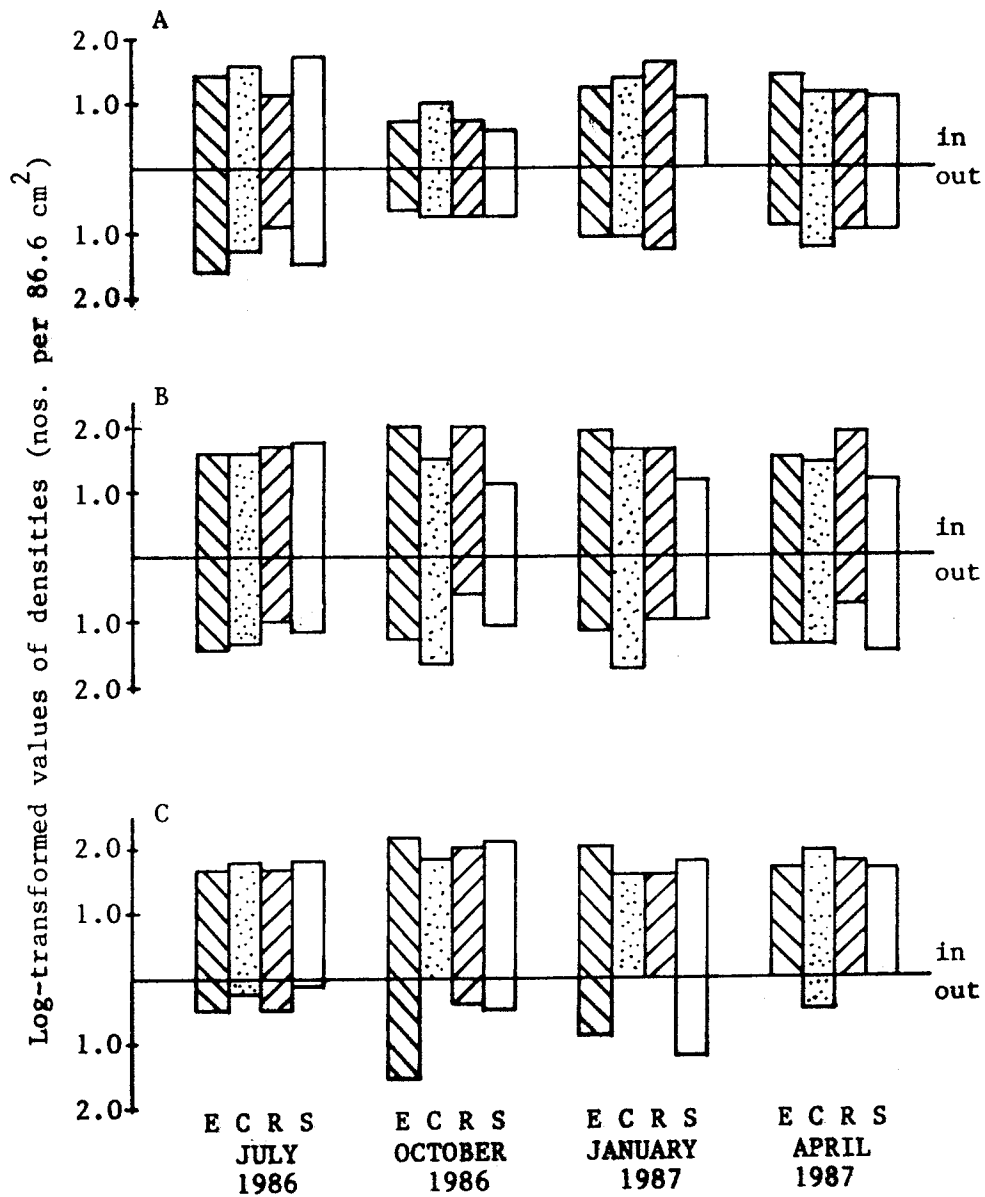 A
2.0
1.0
1.0
2.0
in
out
B
2.0
1.0
1.0
2.0
in
out
C
2.0
1.0
1.0
2.0
in
out
Log-transformed values of densities (nos. per 86.6 cm2)
E C R S
E C R S
E C R S
E C R S
JULY
1986
OCTOBER
1986
JANUARY
1987
APRIL
1987